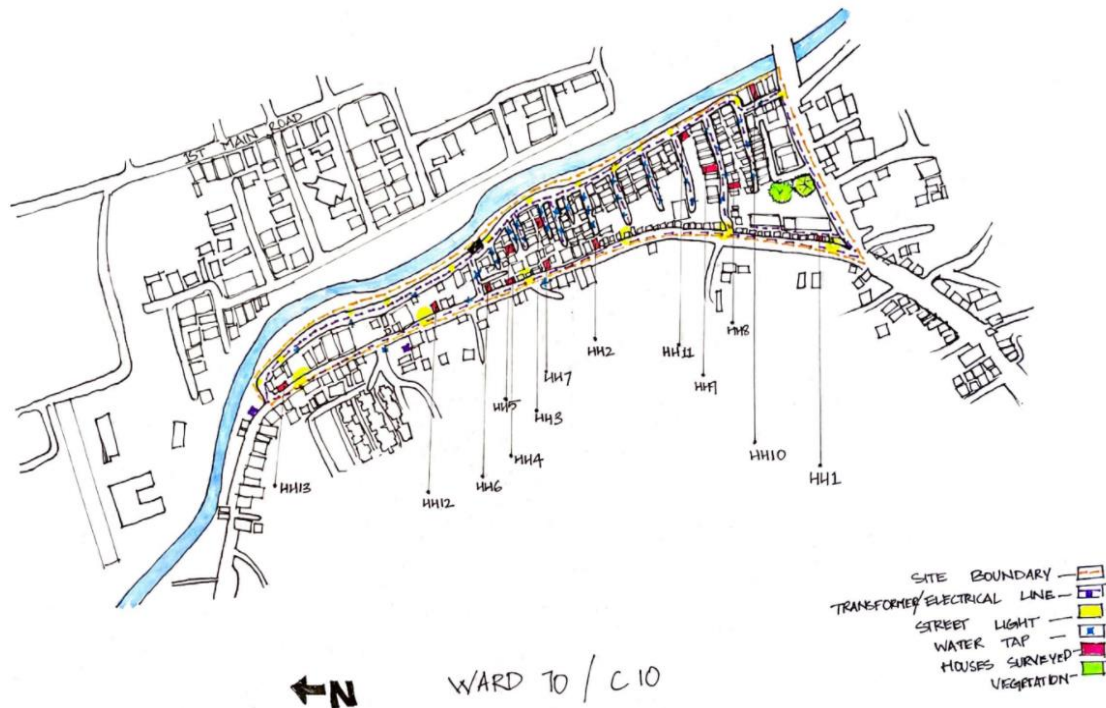 1ST MAIN ROAD
HH2
HH11
HH8
HH9
HH7
HH5
HH3
HH10
HH4
HH1
HH6
HH13
HH12
SITE BOUNDARY
TRANSFORMER/ELECTRICAL LINE
STREET LIGHT
WATER TAP
HOUSES SURVEYED
VEGETATION
N
WARD 70 / C10